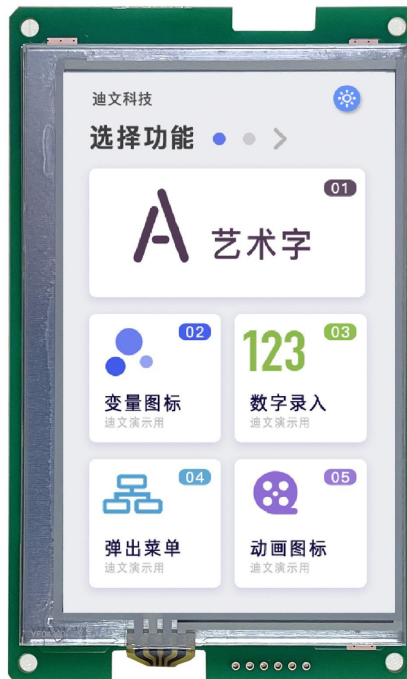 迪文科技
选择功能
01
A 艺术字
02
变量图标
迪文演示用
123
03
数字录入
迪文演示用
04
弹出菜单
迪文演示用
05
动画图标
迪文演示用